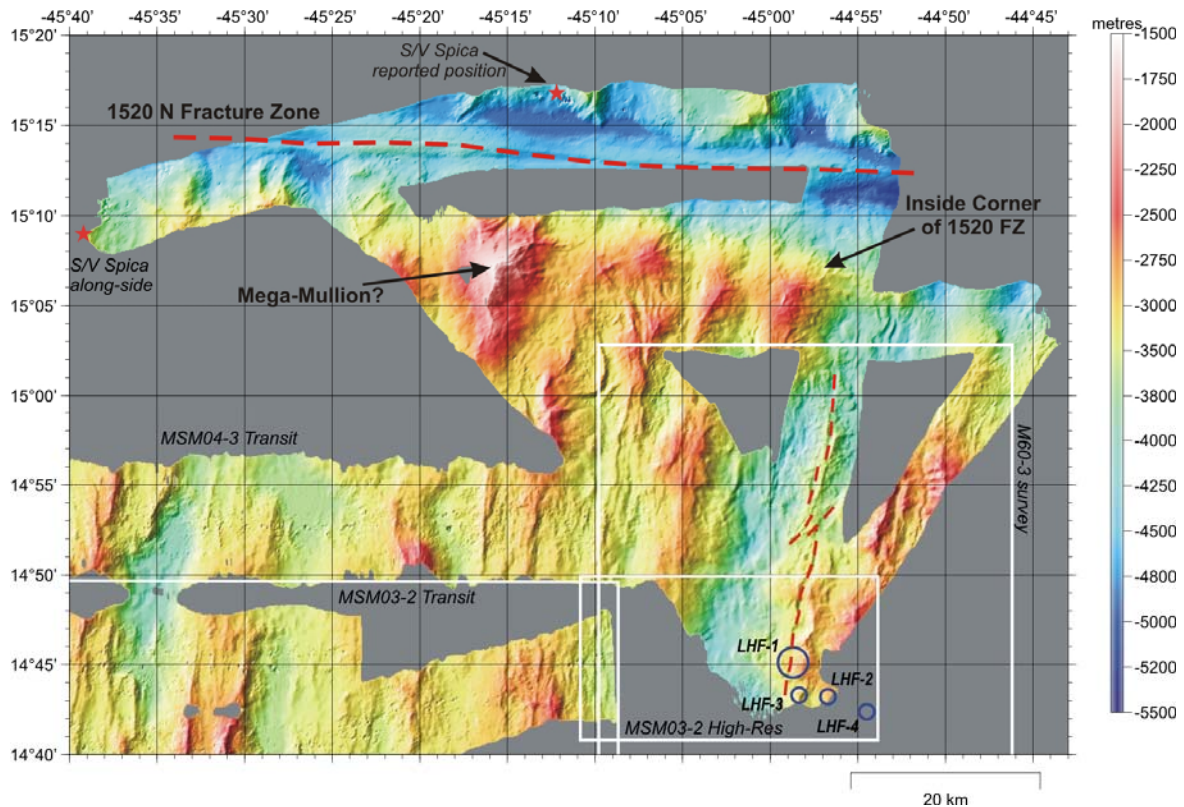 -45°40' -45°35' -45°30' -45°25' -45°20' -45°15' -45°10' -45°05' -45°00' -44°55' -44°50' -44°45'
metres
15°20'
15°15'
15°10'
15°05'
15°00'
14°55'
14°50'
14°45'
14°40'
S/V Spica
reported position
1520 N Fracture Zone
Inside Corner
of 1520 FZ
S/V Spica
along-side
Mega-Mullion?
MSM04-3 Transit
M60-3 survey
MSM03-2 Transit
LHF-1
LHF-2
LHF-3
LHF-4
MSM03-2 High-Res
-1500
-1750
-2000
-2250
-2500
-2750
-3000
-3500
-3800
-4000
-4250
-4500
-4800
-5000
-5200
-5500
20 km